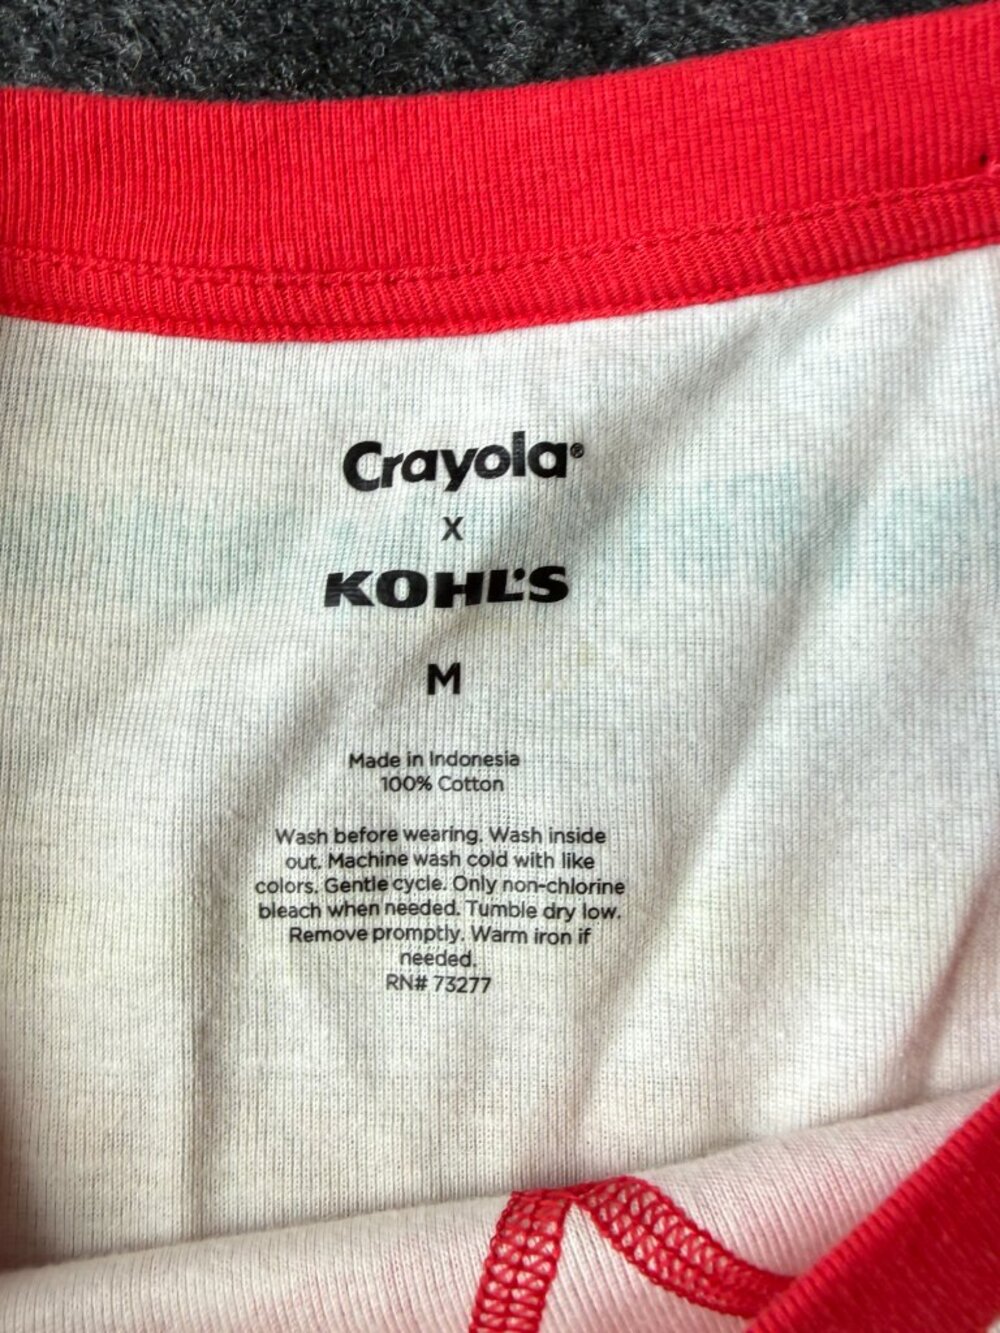 Crayola®
X
KOHL'S
M
Made in Indonesia
100% Cotton
Wash before wearing. Wash inside
out. Machine wash cold with like
colors. Gentle cycle. Only non-chlorine
bleach when needed. Tumble dry low.
Remove promptly. Warm iron if
needed.
RN# 73277